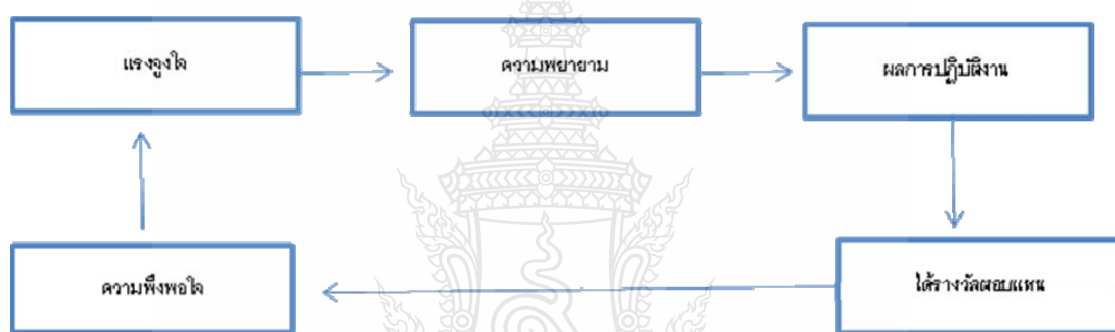 แรงจูงใจ
ความพยายาม
ผลการปฏิบัติงาน
ความพึงพอใจ
ได้รางวัลตอบแทน